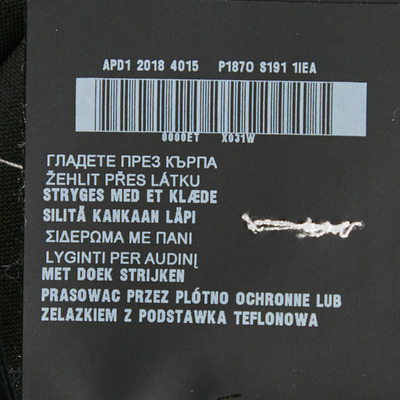 APD1 2018 4015 P187O S191 1IEA
0000ET X031W
ГЛАДЕТЕ ПРЕЗ КЪРПА
ŽEHLIT PŘES LÁTKU
STRYGES MED ET KLÆDE
SILITÄ KANKAAN LÄPI
ΣΙΔΕΡΩΜΑ ΜΕ ΠΑΝΙ
LYGINTI PER AUDINĮ
MET DOEK STRIJKEN
PRASOWAC PRZEZ PLÓTNO OCHRONNE LUB
ZELAZKIEM Z PODSTAWKA TEFLONOWA